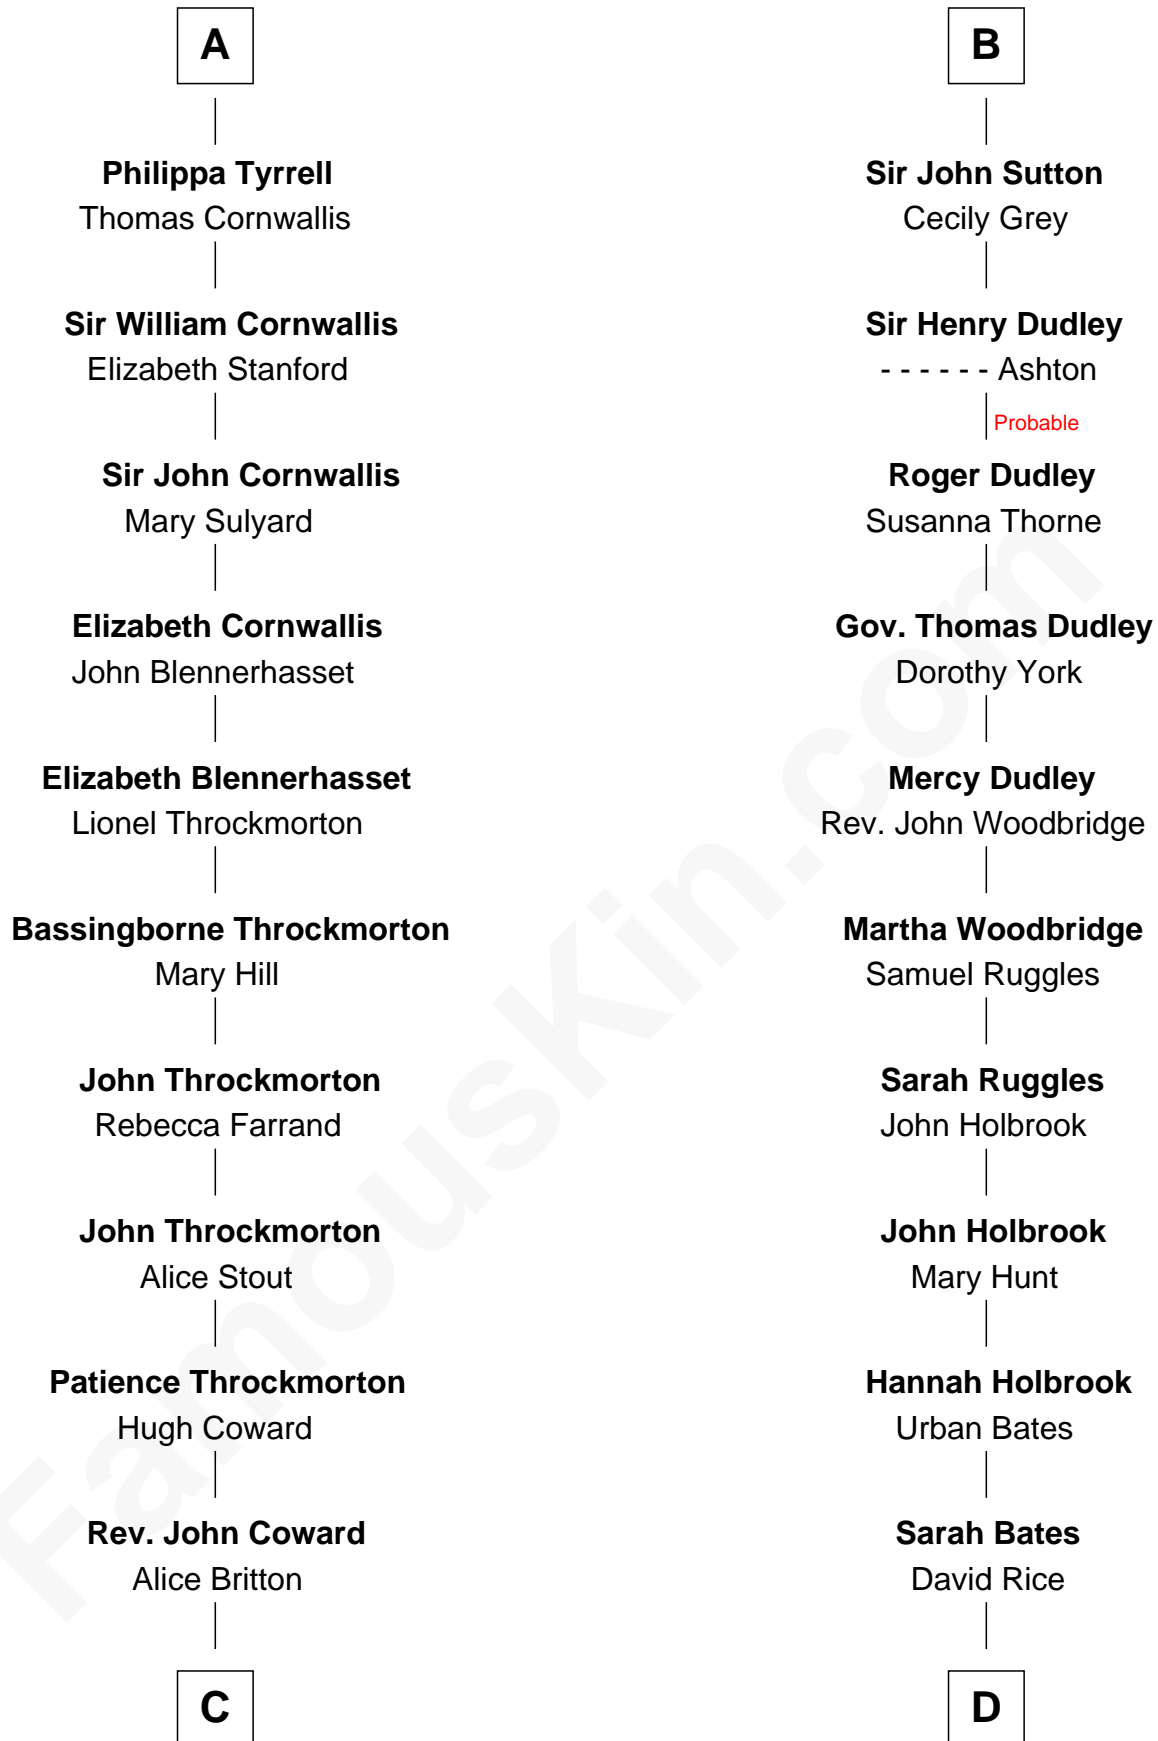 A
Philippa Tyrrell
Thomas Cornwallis
Sir William Cornwallis
Elizabeth Stanford
Sir John Cornwallis
Mary Sulyard
Elizabeth Cornwallis
John Blennerhasset
Elizabeth Blennerhasset
Lionel Throckmorton
Bassingborne Throckmorton
Mary Hill
John Throckmorton
Rebecca Farrand
John Throckmorton
Alice Stout
Patience Throckmorton
Hugh Coward
Rev. John Coward
Alice Britton
C
B
Sir John Sutton
Cecily Grey
Sir Henry Dudley
- - - - - - Ashton
Probable
Roger Dudley
Susanna Thorne
Gov. Thomas Dudley
Dorothy York
Mercy Dudley
Rev. John Woodbridge
Martha Woodbridge
Samuel Ruggles
Sarah Ruggles
John Holbrook
John Holbrook
Mary Hunt
Hannah Holbrook
Urban Bates
Sarah Bates
David Rice
D
FamousKin.com